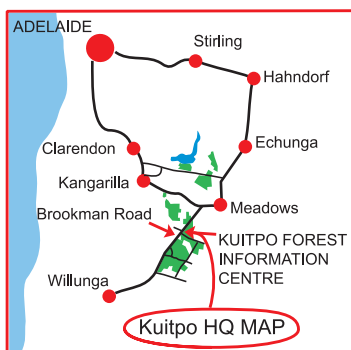 ADELAIDE
Stirling
Hahndorf
Clarendon
Echunga
Kangarilla
Meadows
Brookman Road
KUITPO FOREST
INFORMATION
CENTRE
Willunga
Kuitpo HQ MAP